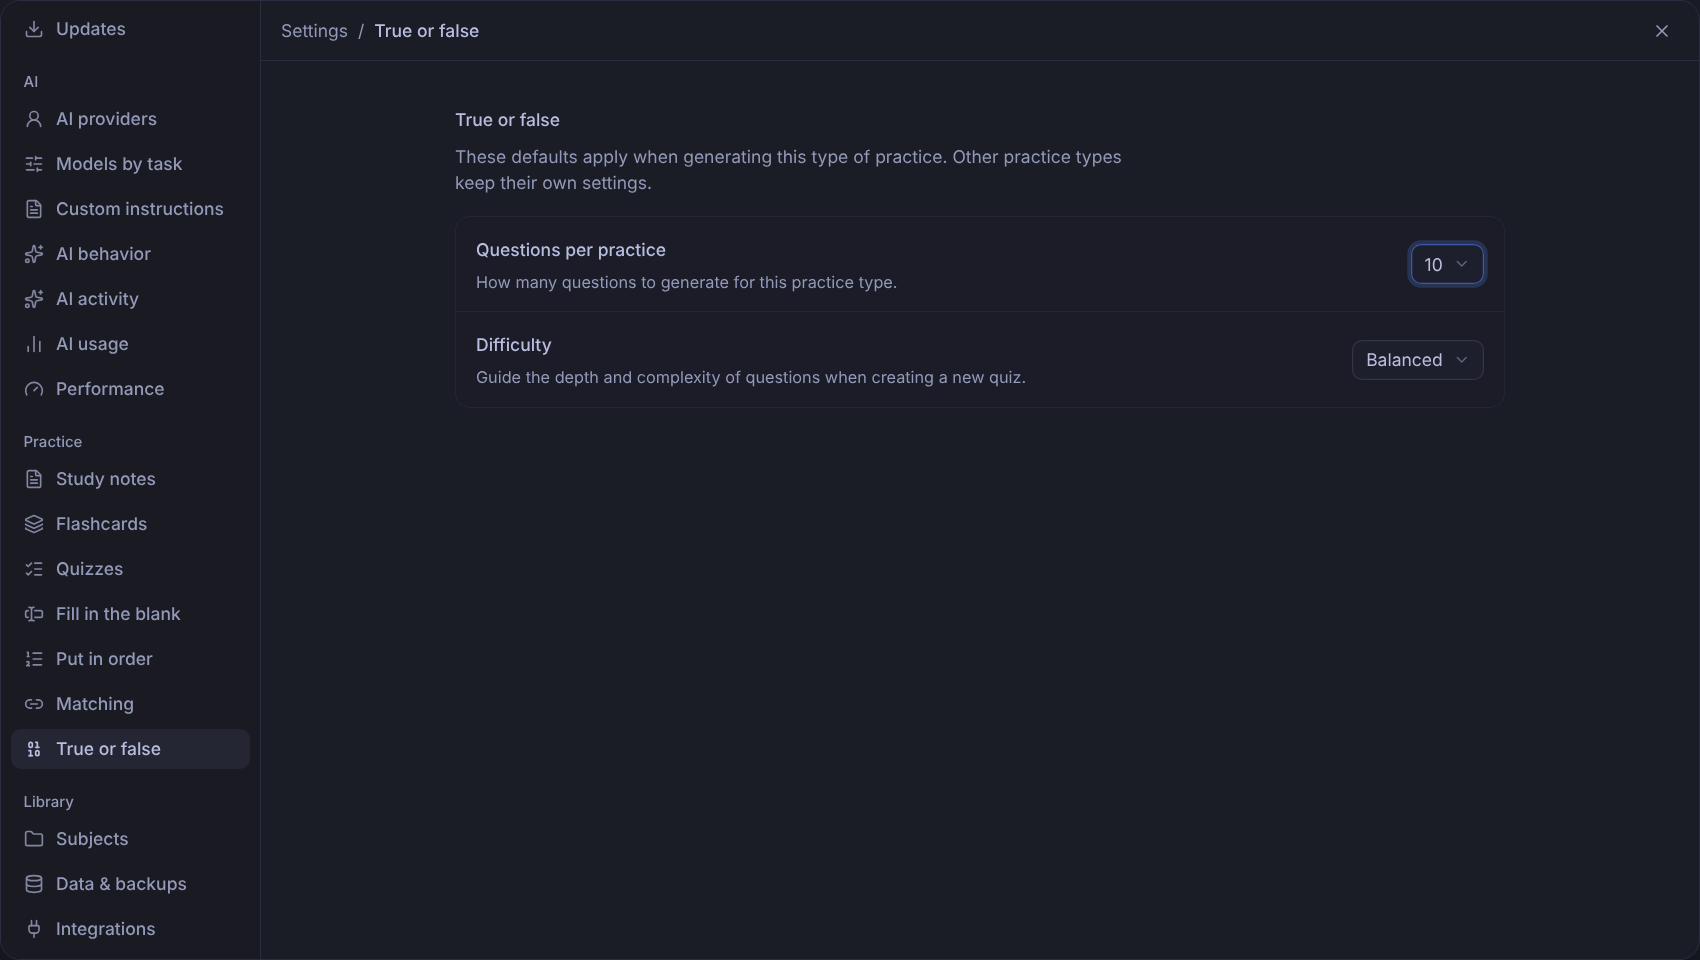 Updates
AI
AI providers
Models by task
Custom instructions
AI behavior
AI activity
AI usage
Performance
Practice
Study notes
Flashcards
Quizzes
Fill in the blank
Put in order
Matching
True or false
Library
Subjects
Data & backups
Integrations
Settings / True or false
True or false
These defaults apply when generating this type of practice. Other practice types
keep their own settings.
Questions per practice
How many questions to generate for this practice type.
10
Difficulty
Guide the depth and complexity of questions when creating a new quiz.
Balanced